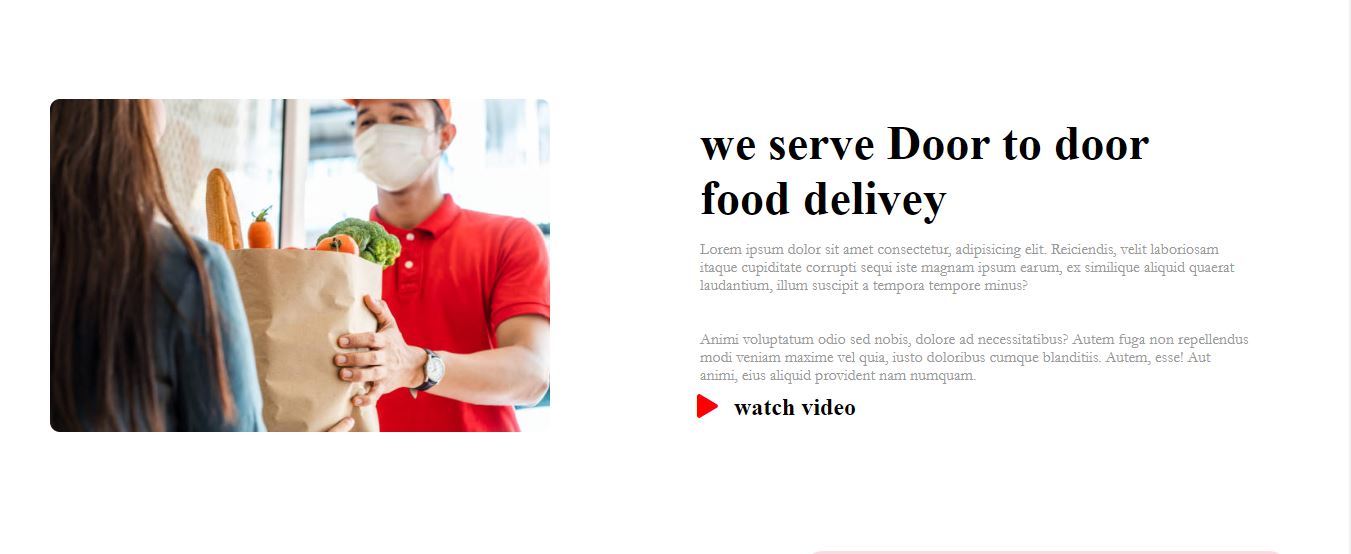 we serve Door to door
food delivey
Lorem ipsum dolor sit amet consectetur, adipisicing elit. Reiciendis, velit laboriosam
itaque cupiditate corrupti sequi iste magnam ipsum earum, ex similique aliquid quaerat
laudantium, illum suscipit a tempora tempore minus?
Animi voluptatum odio sed nobis, dolore ad necessitatibus? Autem fuga non repellendus
modi veniam maxime vel quia, iusto doloribus cumque blanditiis. Autem, esse! Aut
animi, eius aliquid provident nam numquam.
watch video